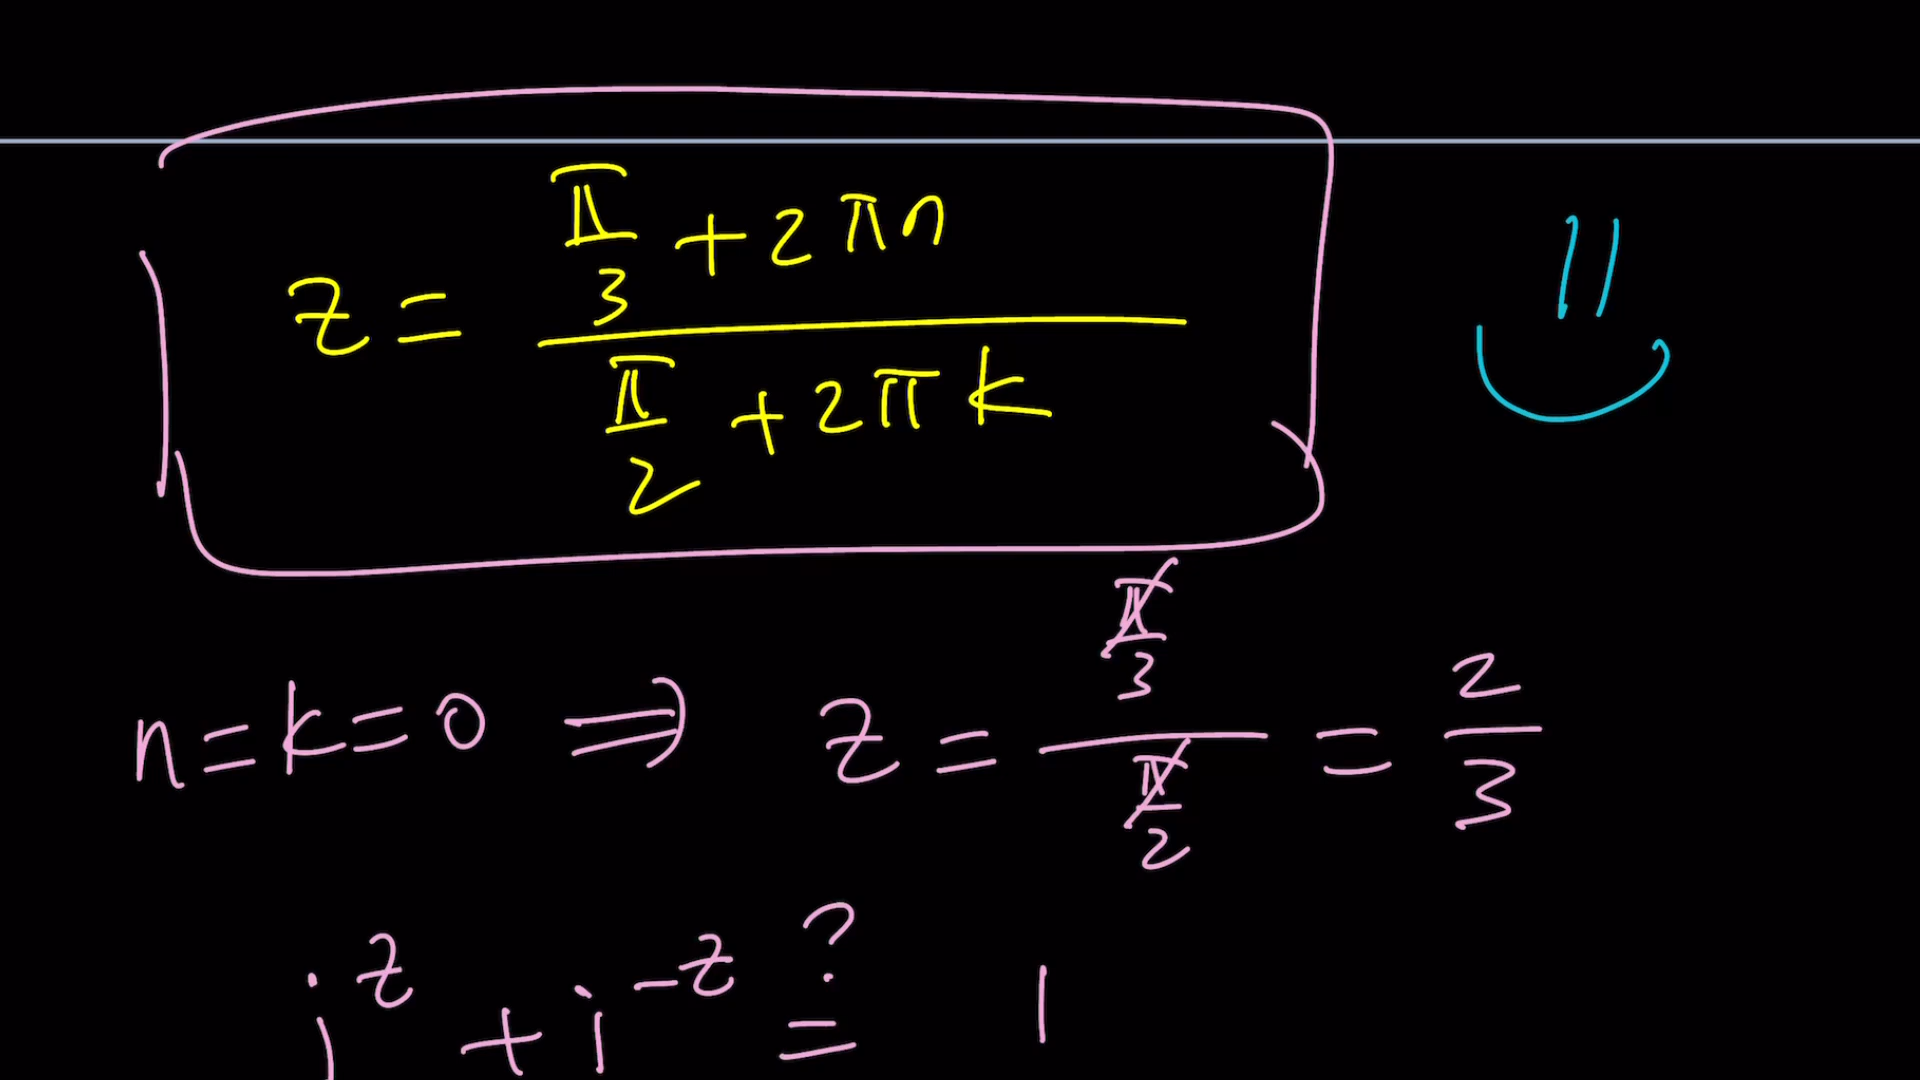 z = (π/3 + 2πn)/(π/2 + 2πk)
n = k = 0 ⇒ z = (π/3)/(π/2) = 2/3
i^z + i^-z ≟ 1